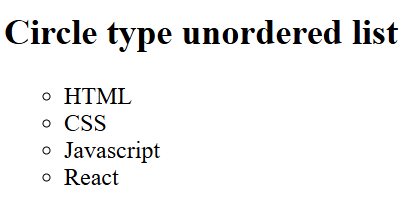 Circle type unordered list
HTML
CSS
Javascript
React